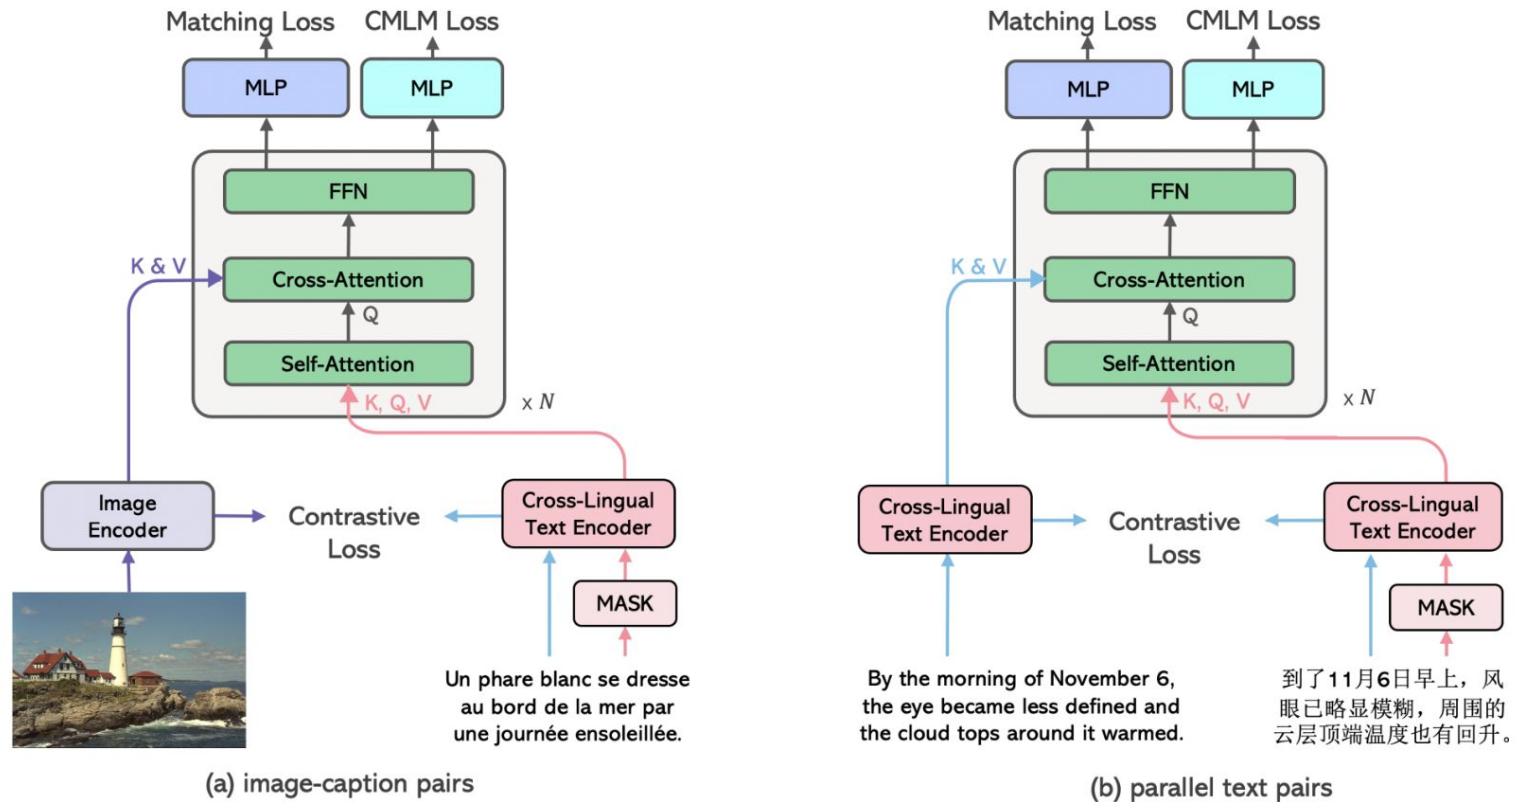 Matching Loss
CMLM Loss
MLP
MLP
FFN
K & V
Cross-Attention
Q
Self-Attention
K, Q, V
x N
Image
Encoder
Contrastive
Loss
Cross-Lingual
Text Encoder
MASK
Un phare blanc se dresse
au bord de la mer par
une journée ensoleillée.
(a) image-caption pairs
Matching Loss
CMLM Loss
MLP
MLP
FFN
K & V
Cross-Attention
Q
Self-Attention
K, Q, V
x N
Cross-Lingual
Text Encoder
Contrastive
Loss
Cross-Lingual
Text Encoder
MASK
By the morning of November 6,
the eye became less defined and
the cloud tops around it warmed.
到了11月6日早上，风
眼已略显模糊，周围的
云层顶端温度也有回升。
(b) parallel text pairs